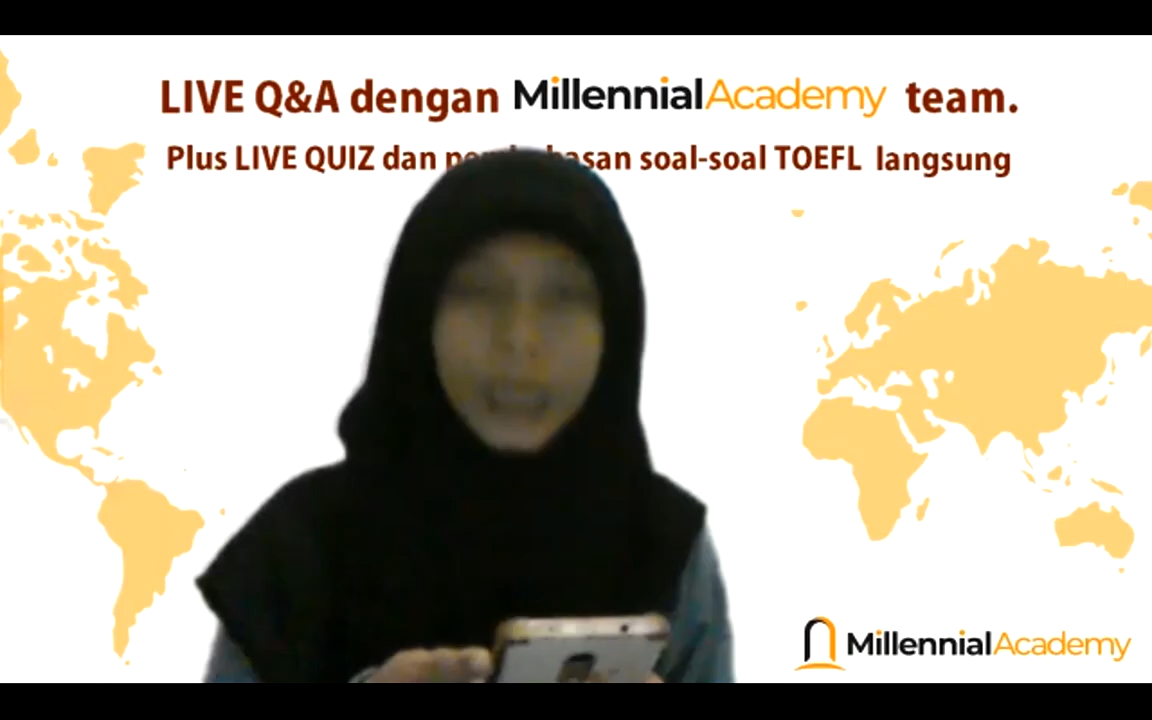 LIVE Q&A dengan MillennialAcademy team.
Plus LIVE QUIZ dan soal-soal TOEFL langsung
MillennialAcademy